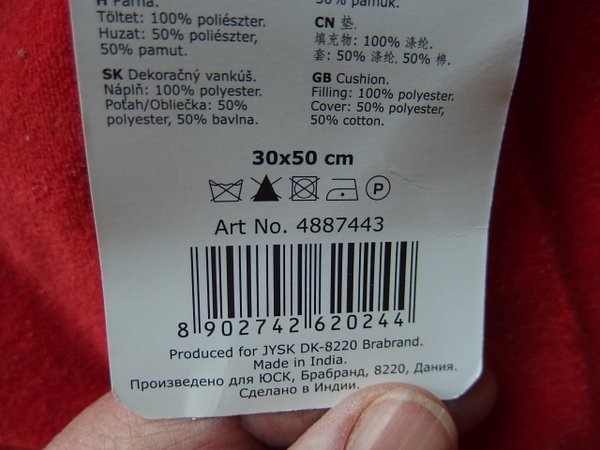 H Párna.
Töltet: 100% poliészter.
Huzat: 50% poliészter,
50% pamut.
SK Dekoračný vankúš.
Náplň: 100% polyester.
Poťah/Obliečka: 50%
polyester, 50% bavlna.
50% pamuk.
CN 垫.
填充物: 100% 涤纶.
套: 50% 涤纶, 50% 棉.
GB Cushion.
Filling: 100% polyester.
Cover: 50% polyester,
50% cotton.
30x50 cm
P
Art No. 4887443
8 902742 620244
Produced for JYSK DK-8220 Brabrand.
Made in India.
Произведено для ЮСК, Брабранд, 8220, Дания.
Сделано в Индии.